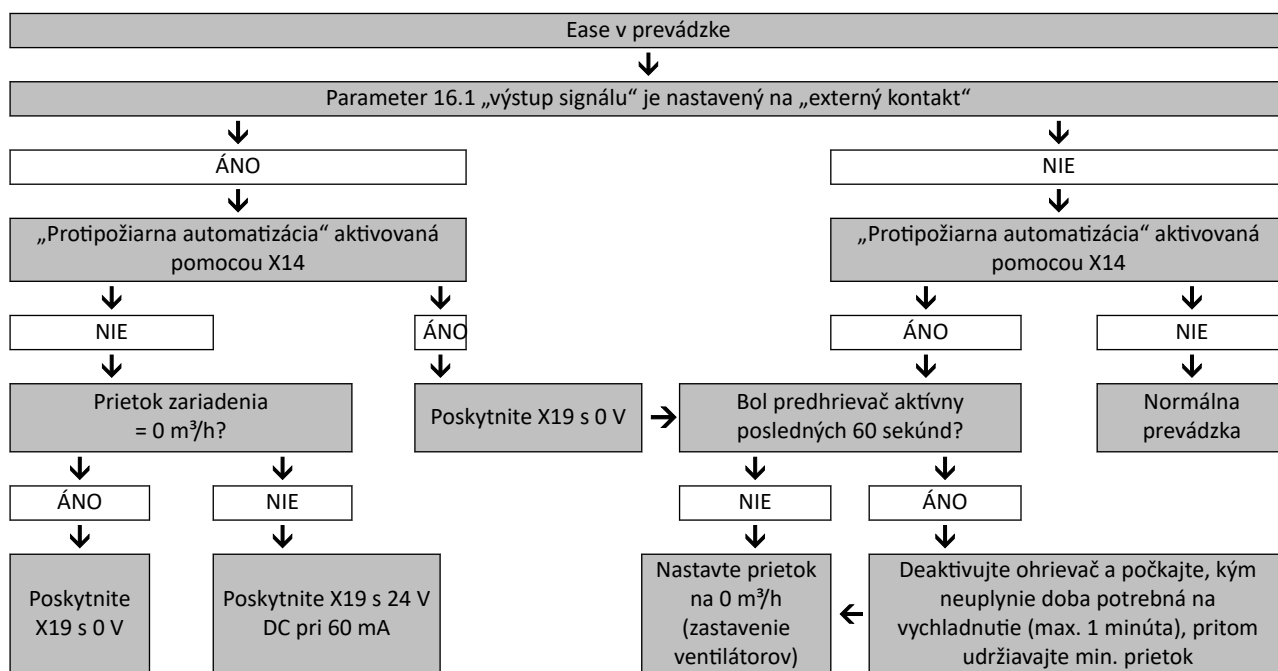 Ease v prevádzke
Parameter 16.1 „výstup signálu“ je nastavený na „externý kontakt“
ÁNO
NIE
„Protipožiarna automatizácia“ aktivovaná
pomocou X14
„Protipožiarna automatizácia“ aktivovaná
pomocou X14
NIE
ÁNO
ÁNO
NIE
Prietok zariadenia
= 0 m³/h?
Poskytnite X19 s 0 V
Bol predhrievač aktívny
posledných 60 sekúnd?
Normálna
prevádzka
ÁNO
NIE
NIE
ÁNO
Poskytnite
X19 s 0 V
Poskytnite X19 s 24 V
DC pri 60 mA
Nastavte prietok
na 0 m³/h
(zastavenie
ventilátorov)
Deaktivujte ohrievač a počkajte, kým
neuplynie doba potrebná na
vychladnutie (max. 1 minúta), pritom
udržiavajte min. prietok